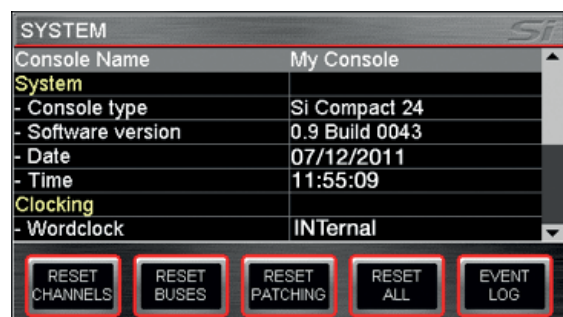 SYSTEM Si
Console Name My Console
System
- Console type Si Compact 24
- Software version 0.9 Build 0043
- Date 07/12/2011
- Time 11:55:09
Clocking
- Wordclock INTernal
RESET RESET RESET RESET EVENT
CHANNELS BUSES PATCHING ALL LOG